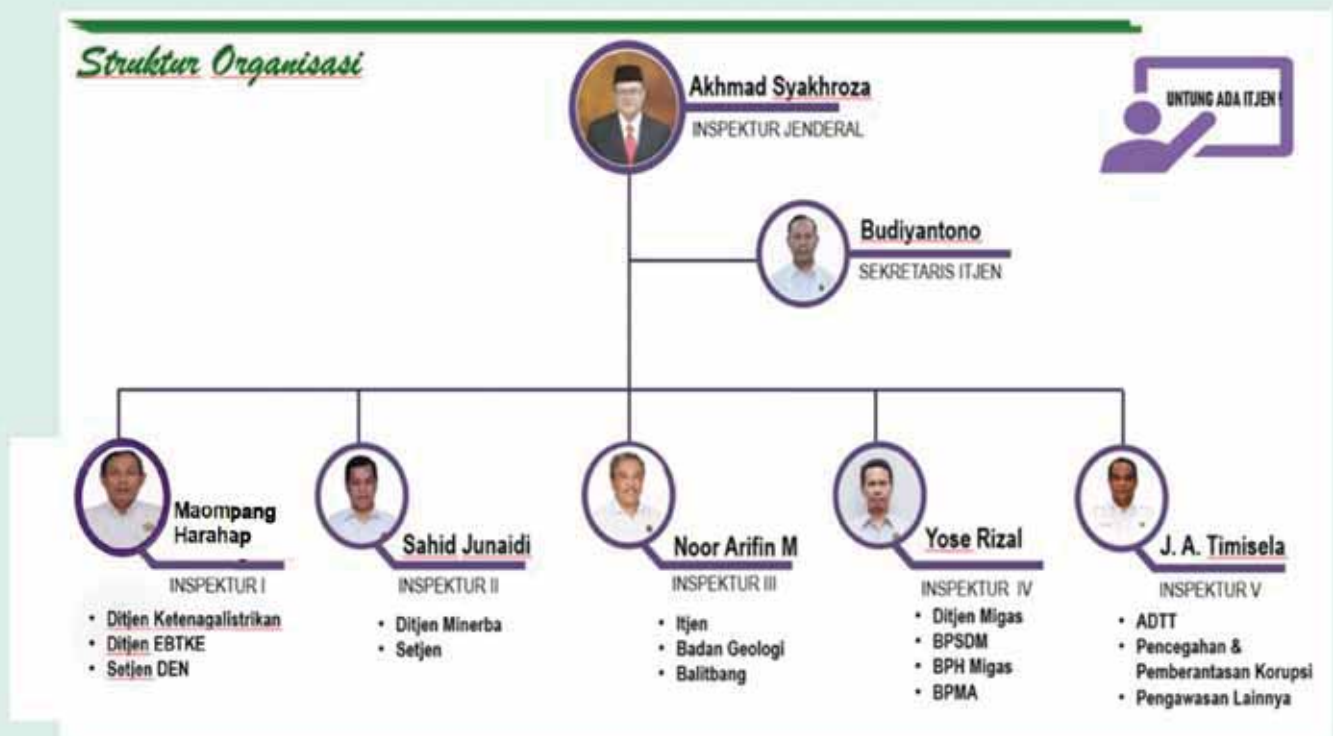 Struktur Organisasi
Akhmad Syakhroza
INSPEKTUR JENDERAL
UNTUNG ADA ITJEN !
Budiyantono
SEKRETARIS ITJEN
Maompang
Harahap
INSPEKTUR I
• Ditjen Ketenagalistrikan
• Ditjen EBTKE
• Setjen DEN
Sahid Junaidi
INSPEKTUR II
• Ditjen Minerba
• Setjen
Noor Arifin M
INSPEKTUR III
• Itjen
• Badan Geologi
• Balitbang
Yose Rizal
INSPEKTUR IV
• Ditjen Migas
• BPSDM
• BPH Migas
• BPMA
J. A. Timisela
INSPEKTUR V
• ADTT
• Pencegahan &
Pemberantasan Korupsi
• Pengawasan Lainnya